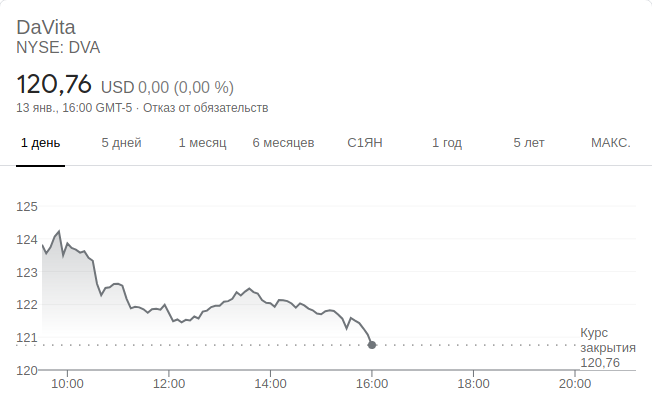 DaVita
NYSE: DVA
120,76 USD 0,00 (0,00 %)
13 янв., 16:00 GMT-5 · Отказ от обязательств
1 день 5 дней 1 месяц 6 месяцев С1ЯН 1 год 5 лет МАКС.
125
124
123
122
121
120
Курс
закрытия
120,76
10:00 12:00 14:00 16:00 18:00 20:00